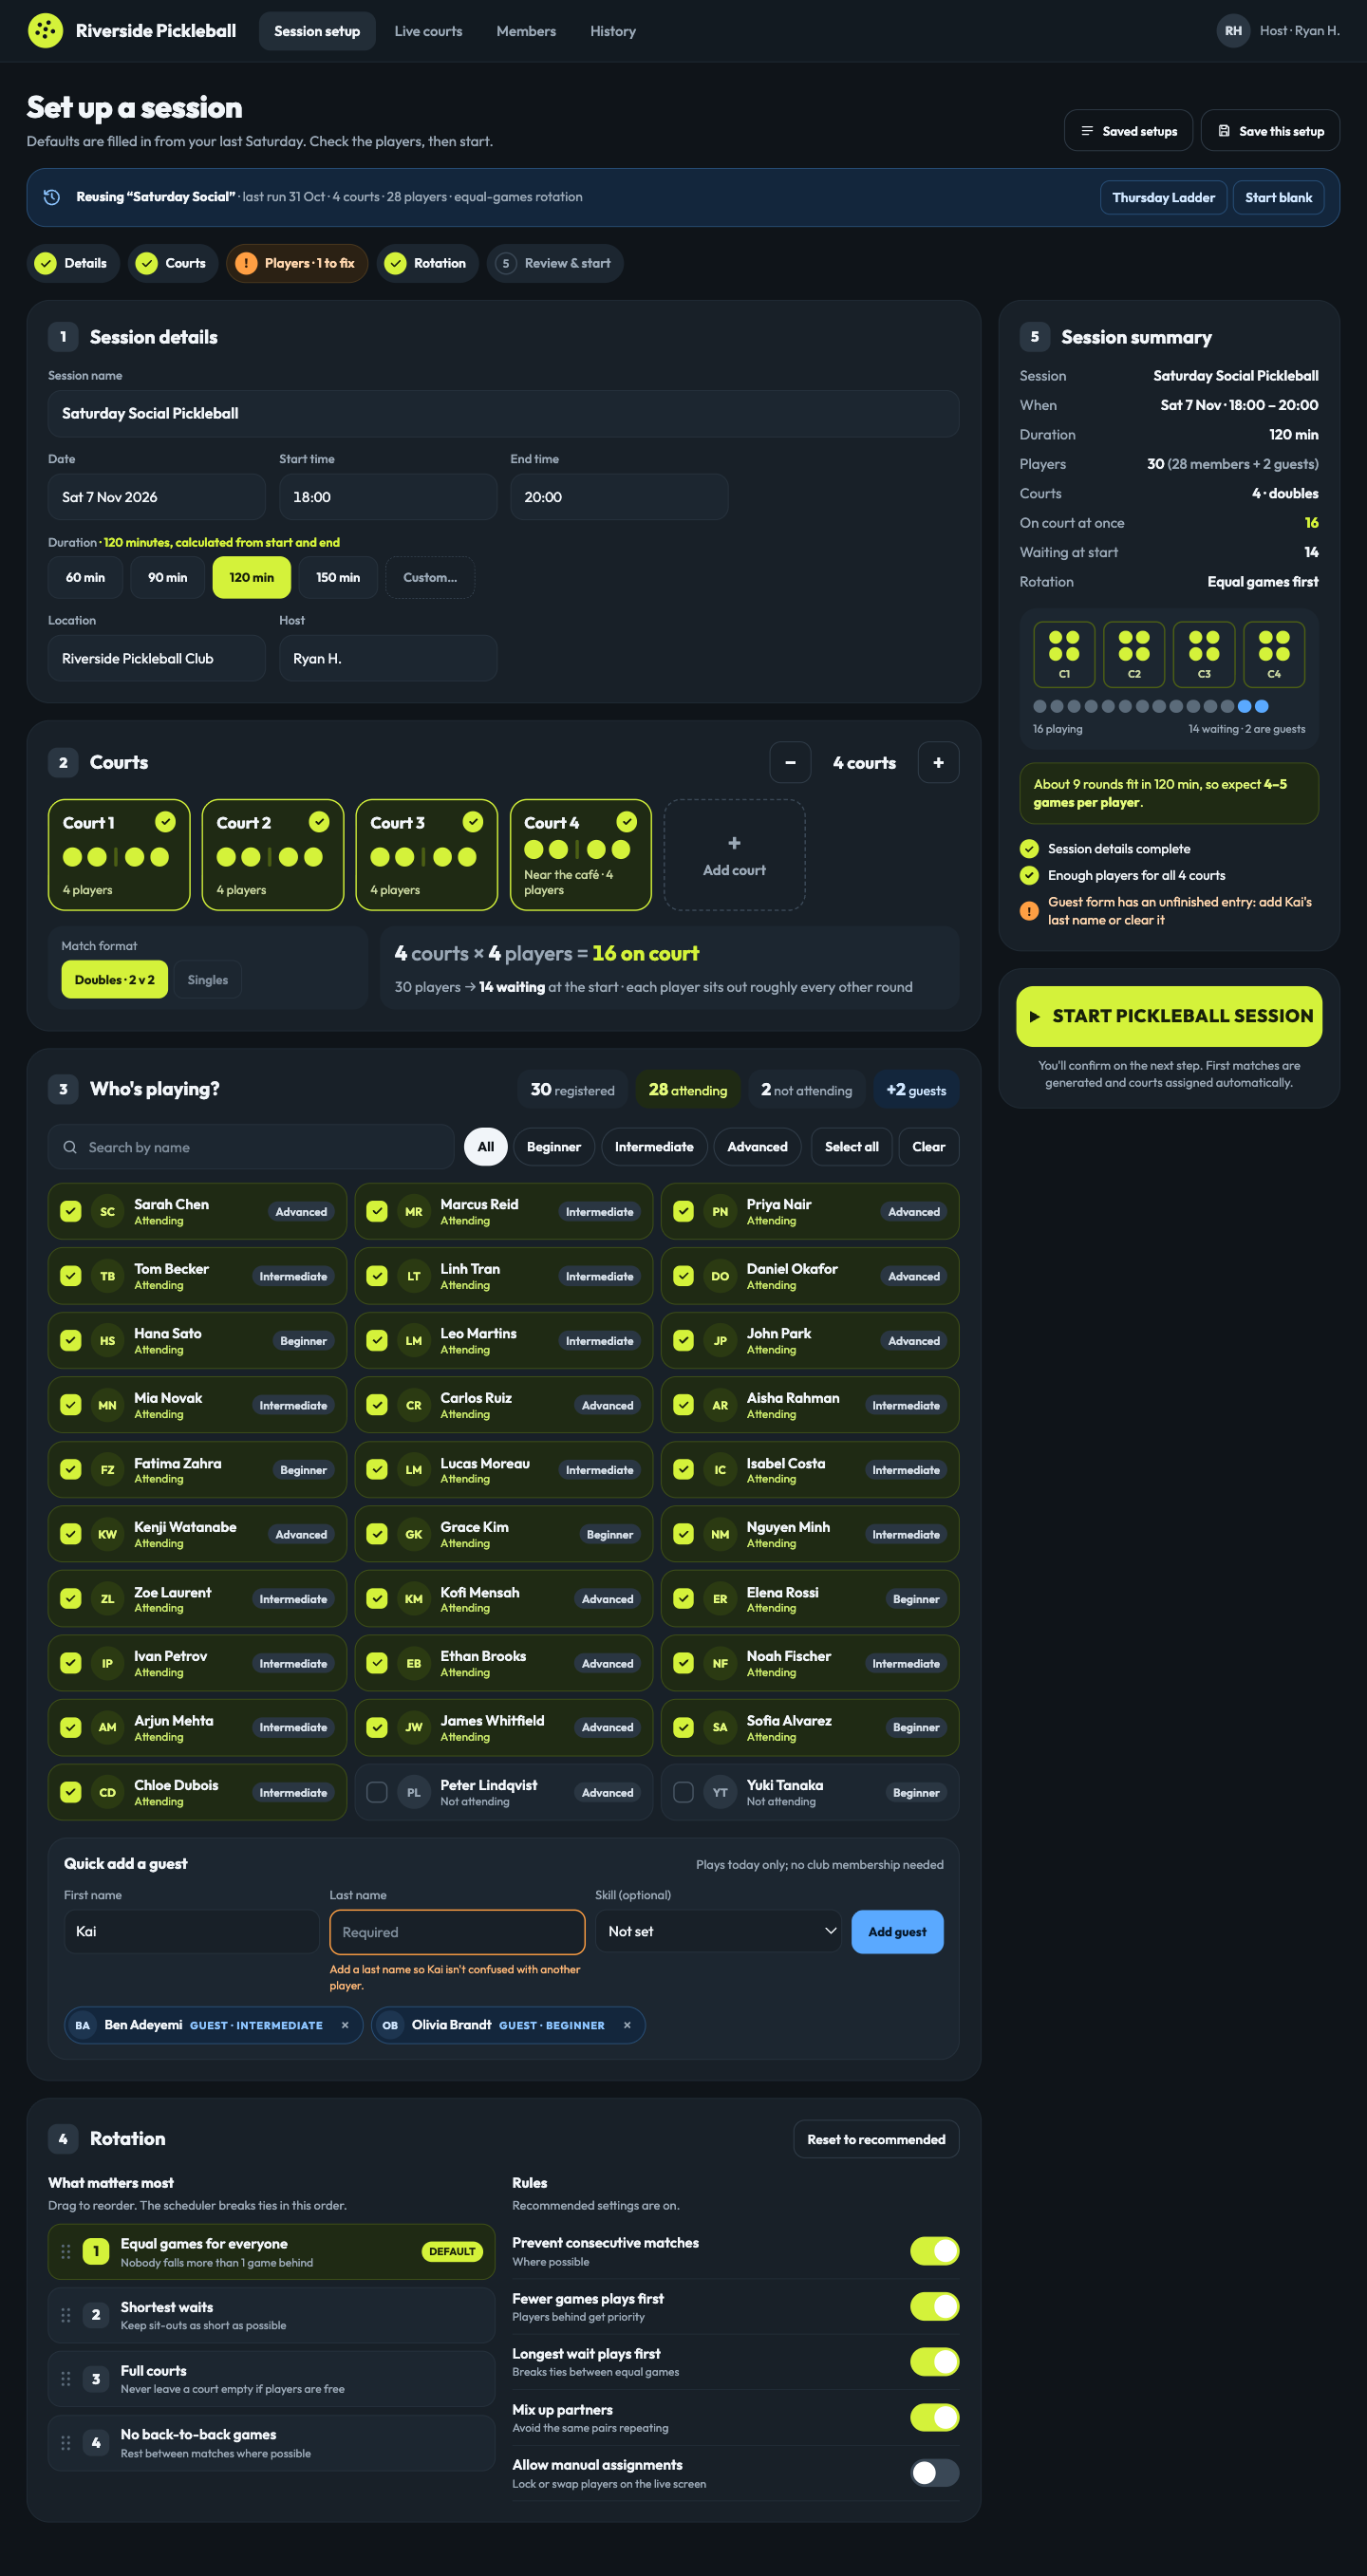 Riverside Pickleball
Session setup
Live courts
Members
History
RH
Host · Ryan H.
Set up a session
Defaults are filled in from your last Saturday. Check the players, then start.
Saved setups
Save this setup
Reusing “Saturday Social” · last run 31 Oct · 4 courts · 28 players · equal-games rotation
Thursday Ladder
Start blank
Details
Courts
! Players · 1 to fix
Rotation
5 Review & start
1 Session details
Session name
Saturday Social Pickleball
Date
Start time
End time
Sat 7 Nov 2026
18:00
20:00
Duration · 120 minutes, calculated from start and end
60 min
90 min
120 min
150 min
Custom...
Location
Host
Riverside Pickleball Club
Ryan H.
2 Courts
−
4 courts
+
Court 1
4 players
Court 2
4 players
Court 3
4 players
Court 4
Near the café · 4
players
+
Add court
Match format
Doubles · 2 v 2
Singles
4 courts × 4 players = 16 on court
30 players → 14 waiting at the start · each player sits out roughly every other round
3 Who's playing?
30 registered
28 attending
2 not attending
+2 guests
Search by name
All
Beginner
Intermediate
Advanced
Select all
Clear
SC Sarah Chen Advanced
Attending
MR Marcus Reid Intermediate
Attending
PN Priya Nair Advanced
Attending
TB Tom Becker Intermediate
Attending
LT Linh Tran Intermediate
Attending
DO Daniel Okafor Advanced
Attending
HS Hana Sato Beginner
Attending
LM Leo Martins Intermediate
Attending
JP John Park Advanced
Attending
MN Mia Novak Intermediate
Attending
CR Carlos Ruiz Advanced
Attending
AR Aisha Rahman Intermediate
Attending
FZ Fatima Zahra Beginner
Attending
LM Lucas Moreau Intermediate
Attending
IC Isabel Costa Intermediate
Attending
KW Kenji Watanabe Advanced
Attending
GK Grace Kim Beginner
Attending
NM Nguyen Minh Intermediate
Attending
ZL Zoe Laurent Intermediate
Attending
KM Kofi Mensah Advanced
Attending
ER Elena Rossi Beginner
Attending
IP Ivan Petrov Intermediate
Attending
EB Ethan Brooks Advanced
Attending
NF Noah Fischer Intermediate
Attending
AM Arjun Mehta Intermediate
Attending
JW James Whitfield Advanced
Attending
SA Sofia Alvarez Beginner
Attending
CD Chloe Dubois Intermediate
Attending
PL Peter Lindqvist Advanced
Not attending
YT Yuki Tanaka Beginner
Not attending
Quick add a guest
Plays today only; no club membership needed
First name
Last name
Skill (optional)
Kai
Required
Not set
Add guest
Add a last name so Kai isn't confused with another
player.
BA Ben Adeyemi GUEST · INTERMEDIATE ×
OB Olivia Brandt GUEST · BEGINNER ×
4 Rotation
Reset to recommended
What matters most
Drag to reorder. The scheduler breaks ties in this order.
1 Equal games for everyone DEFAULT
Nobody falls more than 1 game behind
2 Shortest waits
Keep sit-outs as short as possible
3 Full courts
Never leave a court empty if players are free
4 No back-to-back games
Rest between matches where possible
Rules
Recommended settings are on.
Prevent consecutive matches
Where possible
Fewer games plays first
Players behind get priority
Longest wait plays first
Breaks ties between equal games
Mix up partners
Avoid the same pairs repeating
Allow manual assignments
Lock or swap players on the live screen
5 Session summary
Session Saturday Social Pickleball
When Sat 7 Nov · 18:00 – 20:00
Duration 120 min
Players 30 (28 members + 2 guests)
Courts 4 · doubles
On court at once 16
Waiting at start 14
Rotation Equal games first
C1
C2
C3
C4
16 playing
14 waiting · 2 are guests
About 9 rounds fit in 120 min, so expect 4–5
games per player.
Session details complete
Enough players for all 4 courts
! Guest form has an unfinished entry: add Kai's
last name or clear it
START PICKLEBALL SESSION
You'll confirm on the next step. First matches are
generated and courts assigned automatically.